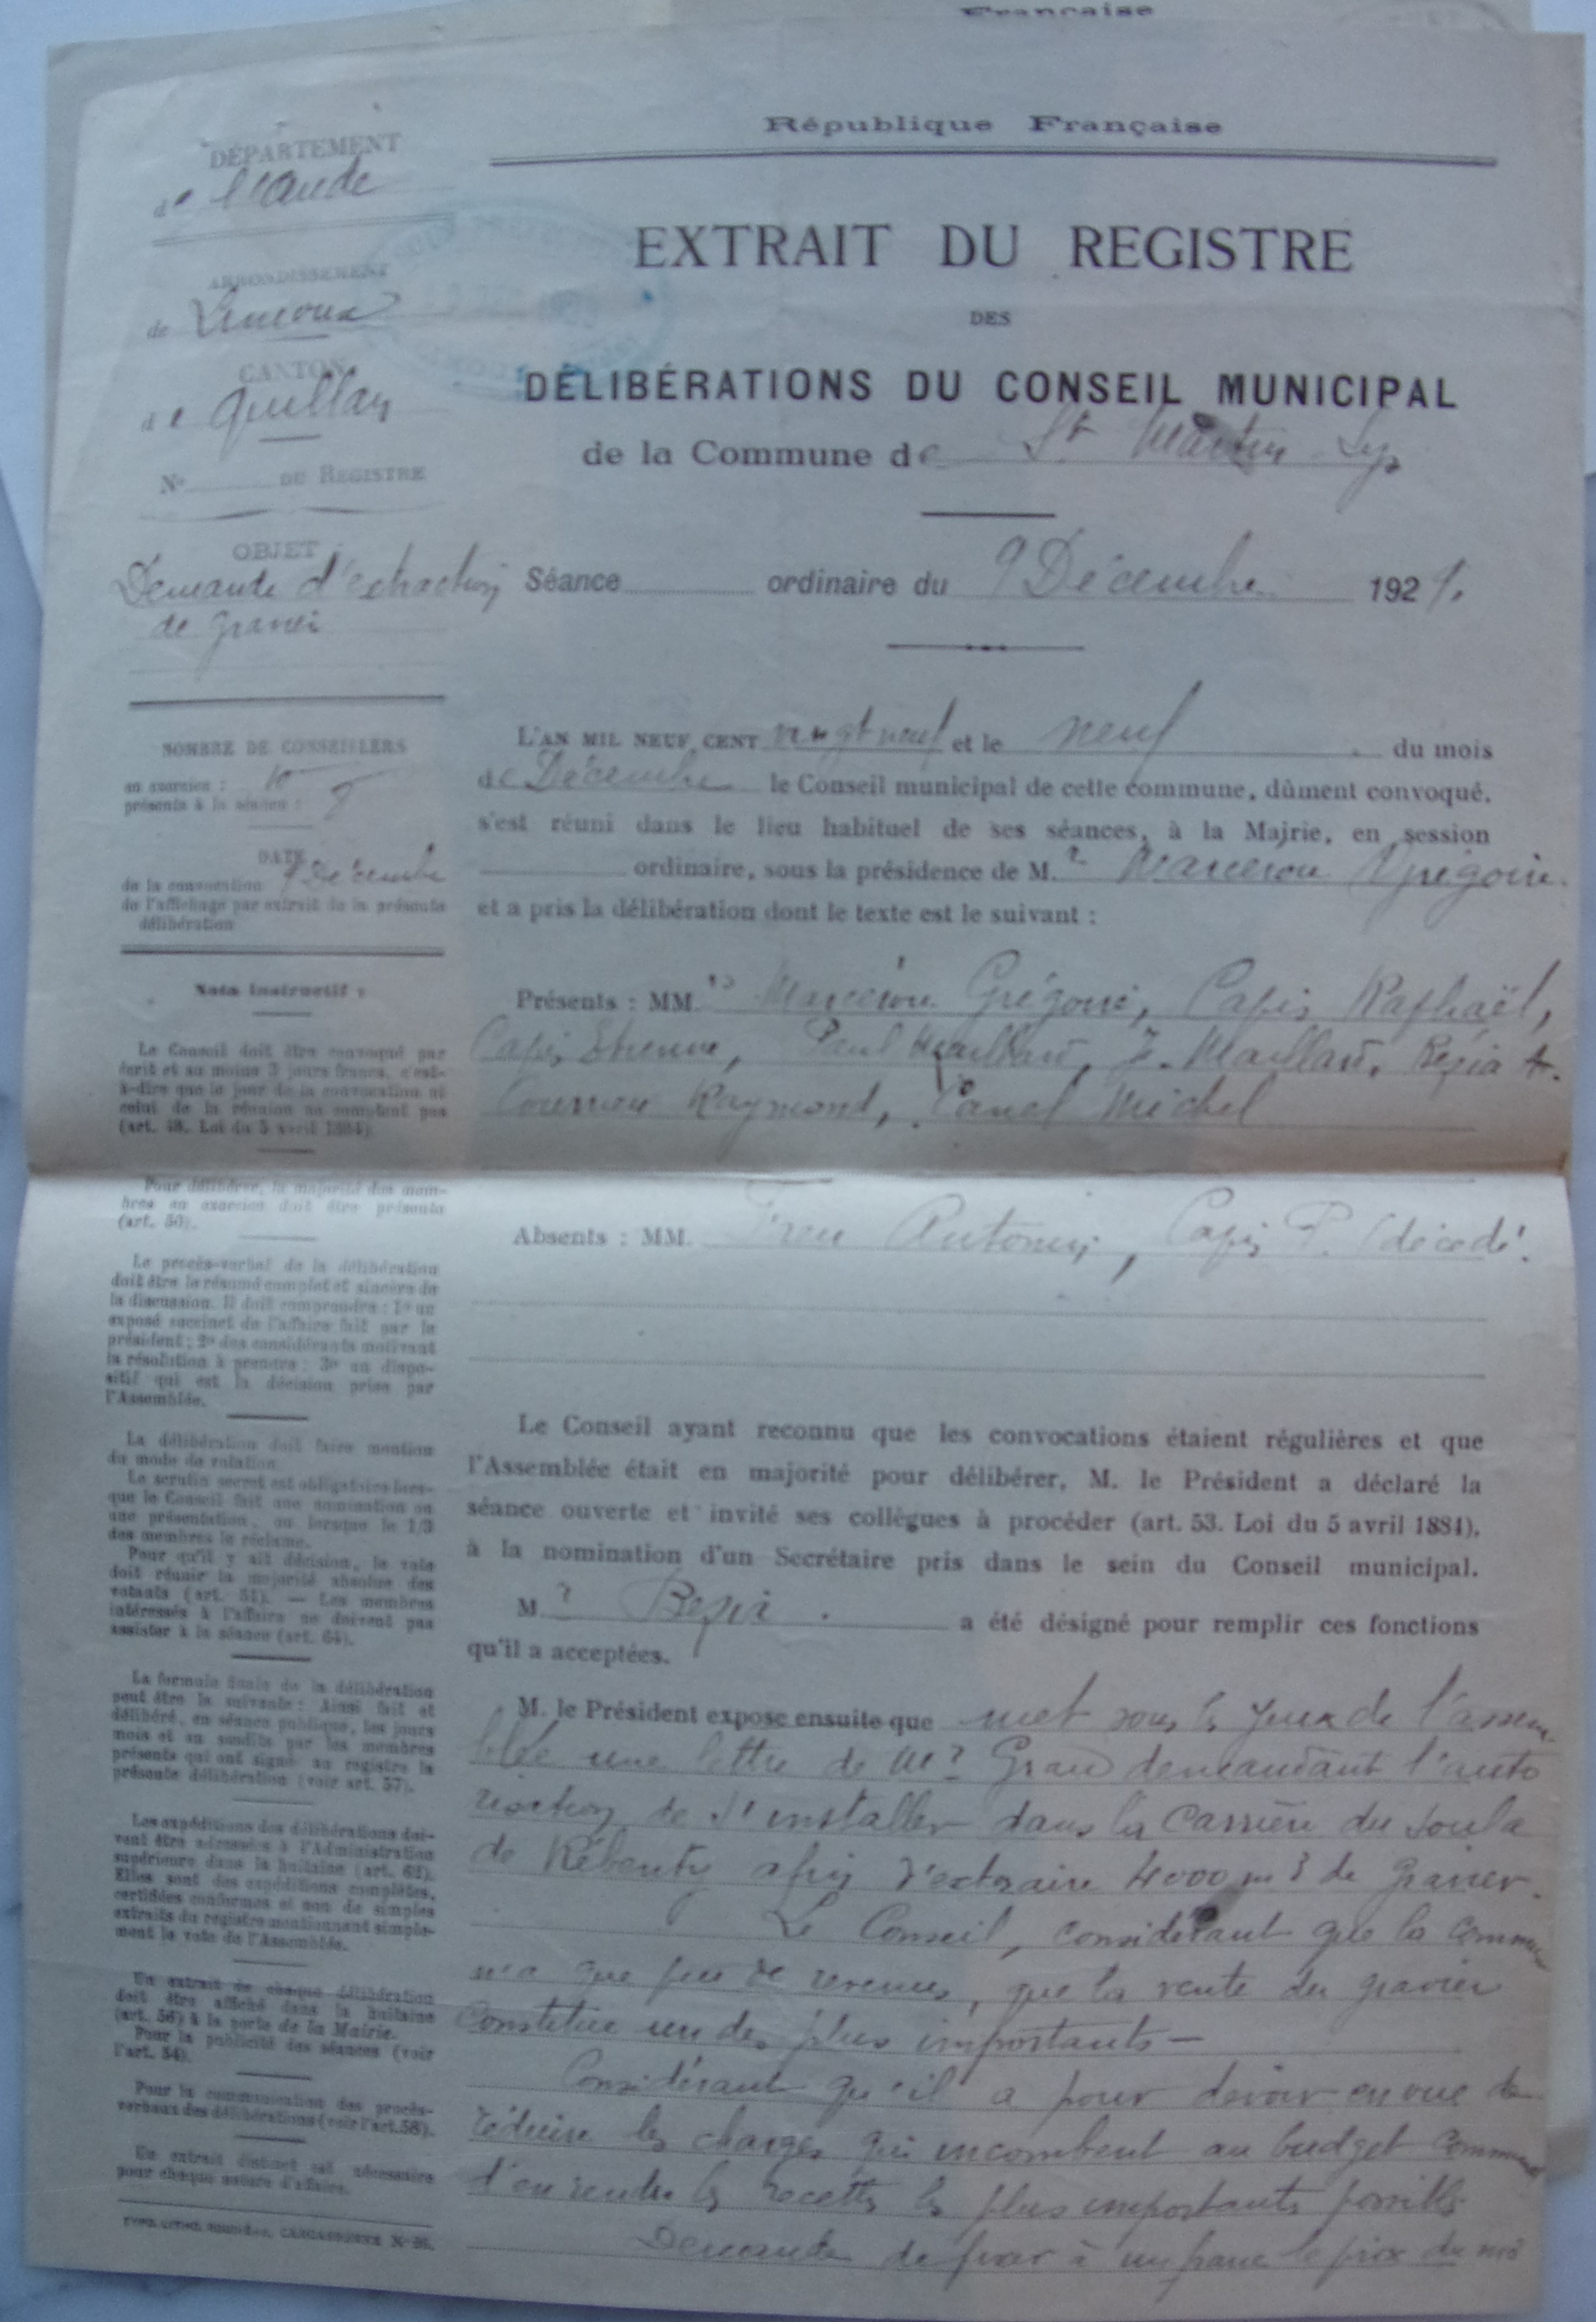 Française
République Française
DÉPARTEMENT
de l'Aude
ARRONDISSEMENT
de Limoux
CANTON
de Quillan
N° DU REGISTRE
OBJET
Demande d'extraction
de gravier
NOMBRE DE CONSEILLERS
en exercice : 10
présents à la séance : 8
DATE
de la convocation 9 Décembre
de l'affichage par extrait de la présente
délibération
Nota Instructif :
Le Conseil doit être convoqué par
écrit et au moins 3 jours francs, c'est-
à-dire que le jour de la convocation et
celui de la réunion ne comptent pas
(art. 48. Loi du 5 avril 1884)
Pour délibérer, la majorité des mem-
bres en exercice doit être présente
(art. 50).
Le procès-verbal de la délibération
doit être le résumé complet et sincère de
la discussion. Il doit comprendre : 1° un
exposé succinct de l'affaire fait par le
président ; 2° des considérants motivant
la résolution à prendre ; 3° un dispo-
sitif qui est la décision prise par
l'Assemblée.
La délibération doit faire mention
du mode de votation
Le scrutin secret est obligatoire lors-
que le Conseil fait une nomination ou
une présentation, ou lorsque le 1/3
des membres le réclame.
Pour qu'il y ait décision, le vote
doit réunir la majorité absolue des
votants (art. 51). — Les membres
intéressés à l'affaire ne doivent pas
assister à la séance (art. 64).
La formule finale de la délibération
peut être la suivante : Ainsi fait et
délibéré, en séance publique, les jours
mois et an susdits par les membres
présents qui ont signé au registre la
présente délibération (voir art. 57).
Les expéditions des délibérations doi-
vent être adressées à l'Administration
supérieure dans la huitaine (art. 62).
Elles sont des expéditions complètes,
certifiées conformes et non de simples
extraits du registre mentionnant simple-
ment le vote de l'Assemblée.
Un extrait de chaque délibération
doit être affiché dans la huitaine
(art. 56) à la porte de la Mairie.
Pour la publicité des séances (voir
l'art. 54).
Pour la communication des procès-
verbaux des délibérations (voir l'art. 58).
Un extrait distinct est nécessaire
pour chaque nature d'affaire.
CARCASSONNE N°
EXTRAIT DU REGISTRE
DES
DÉLIBÉRATIONS DU CONSEIL MUNICIPAL
de la Commune de St Martin Lys
Séance ordinaire du 9 Décembre 1929.
L'AN MIL NEUF CENT vingt neuf et le neuf du mois
de Décembre le Conseil municipal de cette commune, dûment convoqué,
s'est réuni dans le lieu habituel de ses séances, à la Mairie, en session
ordinaire, sous la présidence de M. Marcerou Grégoire.
et a pris la délibération dont le texte est le suivant :
Présents : MM. Marcerou Grégoire, Capis Raphaël,
Capis Etienne, Paul Maillard, J. Maillard,
Raymond, Canel Michel
Absents : MM. Antonin, Capis P. (décédé).
Le Conseil ayant reconnu que les convocations étaient régulières et que
l'Assemblée était en majorité pour délibérer, M. le Président a déclaré la
séance ouverte et invité ses collègues à procéder (art. 53. Loi du 5 avril 1884),
à la nomination d'un Secrétaire pris dans le sein du Conseil municipal.
M a été désigné pour remplir ces fonctions
qu'il a acceptées.
M. le Président expose ensuite que met sous les yeux de l'assem
blée une lettre de Mr Grau demandant l'auto
risation de s'installer dans la carrière du Soula
de Rébenty afin d'extraire 4000 m3 de gravier.
Le Conseil, considérant que la commune
n'a que peu de revenus, que la vente du gravier
constitue un des plus importants —
Considérant qu'il a pour devoir en vue de
réduire les charges qui incombent au budget communal
d'en rendre les recettes les plus importantes possibles
Demande de fixer à un franc le prix du m3